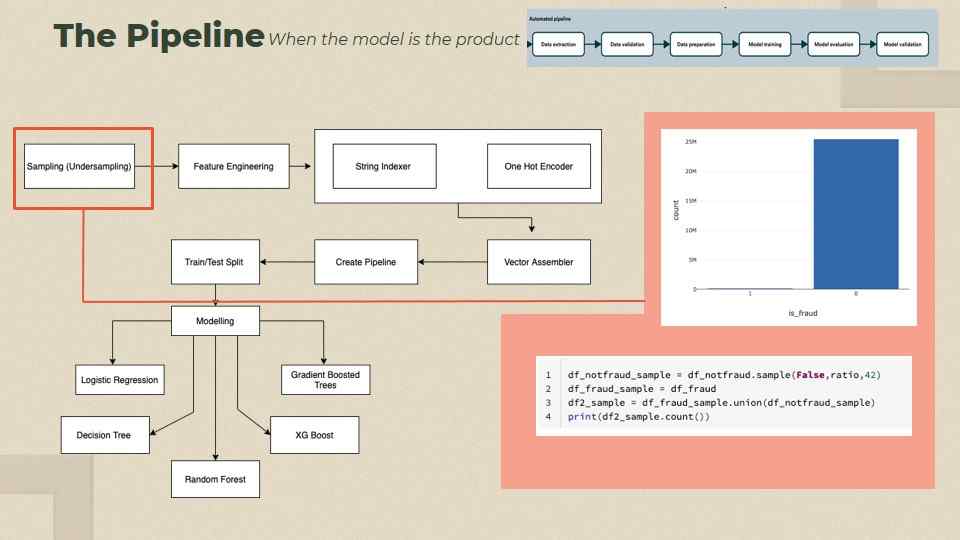 The Pipeline When the model is the product
Automated pipeline
Data extraction
Data validation
Data preparation
Model training
Model evaluation
Model validation
Sampling (Undersampling)
Feature Engineering
String Indexer
One Hot Encoder
Train/Test Split
Create Pipeline
Vector Assembler
Modelling
Logistic Regression
Gradient Boosted
Trees
Decision Tree
XG Boost
Random Forest
25M
20M
15M
10M
5M
0
count
1
0
is_fraud
1 df_notfraud_sample = df_notfraud.sample(False,ratio,42)
2 df_fraud_sample = df_fraud
3 df2_sample = df_fraud_sample.union(df_notfraud_sample)
4 print(df2_sample.count())